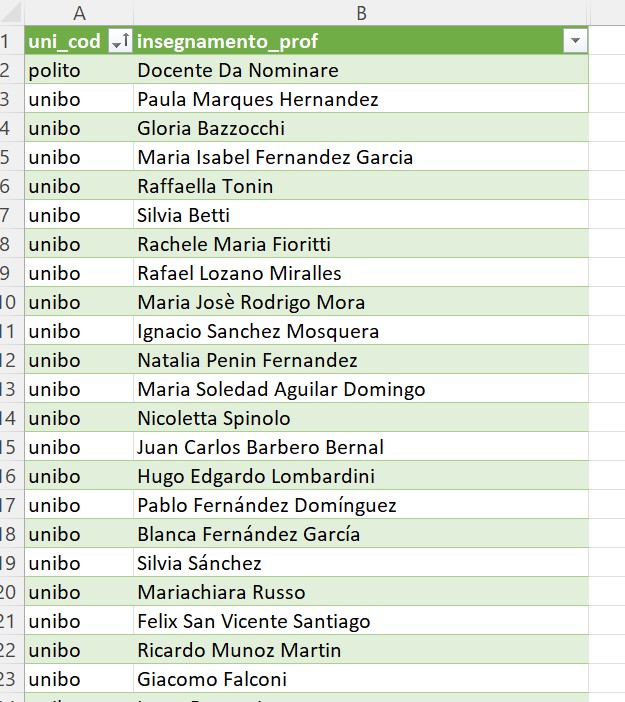 A B
1 uni_cod insegnamento_prof
2 polito Docente Da Nominare
3 unibo Paula Marques Hernandez
4 unibo Gloria Bazzocchi
5 unibo Maria Isabel Fernandez Garcia
6 unibo Raffaella Tonin
7 unibo Silvia Betti
8 unibo Rachele Maria Fioritti
9 unibo Rafael Lozano Miralles
10 unibo Maria Josè Rodrigo Mora
11 unibo Ignacio Sanchez Mosquera
12 unibo Natalia Penin Fernandez
13 unibo Maria Soledad Aguilar Domingo
14 unibo Nicoletta Spinolo
15 unibo Juan Carlos Barbero Bernal
16 unibo Hugo Edgardo Lombardini
17 unibo Pablo Fernández Domínguez
18 unibo Blanca Fernández García
19 unibo Silvia Sánchez
20 unibo Mariachiara Russo
21 unibo Felix San Vicente Santiago
22 unibo Ricardo Munoz Martin
23 unibo Giacomo Falconi